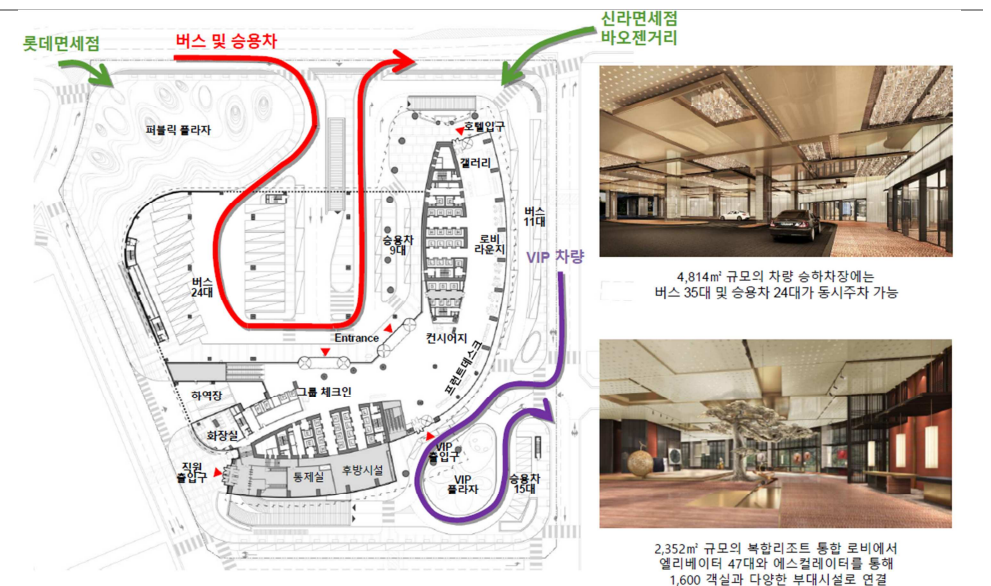 롯데면세점
버스 및 승용차
신라면세점
바오젠거리
퍼블릭 플라자
호텔입구
갤러리
버스
11대
승용차
9대
로비
라운지
VIP 차량
버스
24대
Entrance
컨시어지
프런트데스크
하역장
그룹 체크인
화장실
VIP
출입구
직원
출입구
통제실
후방시설
VIP
플라자
승용차
15대
4,814㎡ 규모의 차량 승하차장에는
버스 35대 및 승용차 24대가 동시주차 가능
2,352㎡ 규모의 복합리조트 통합 로비에서
엘리베이터 47대와 에스컬레이터를 통해
1,600 객실과 다양한 부대시설로 연결